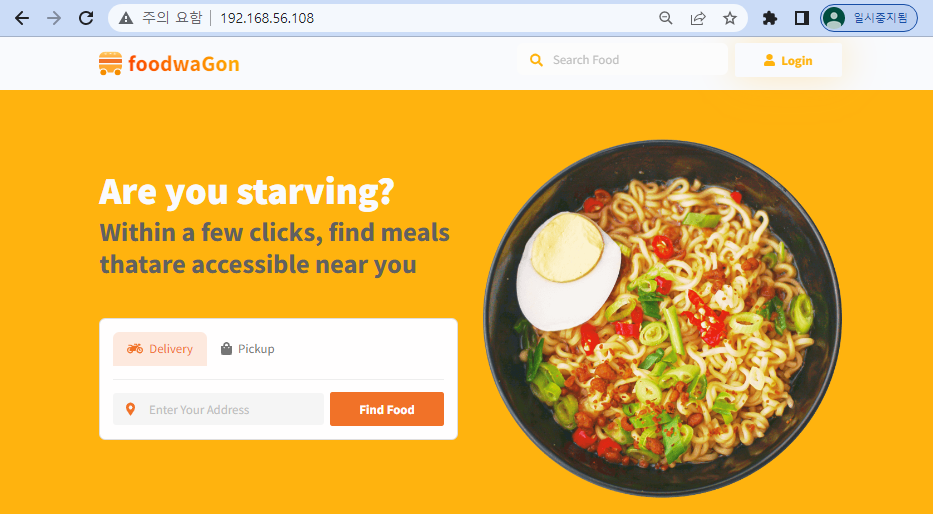 주의 요함 192.168.56.108 일시중지됨
foodwaGon Search Food Login
Are you starving?
Within a few clicks, find meals
thatare accessible near you
Delivery Pickup
Enter Your Address Find Food